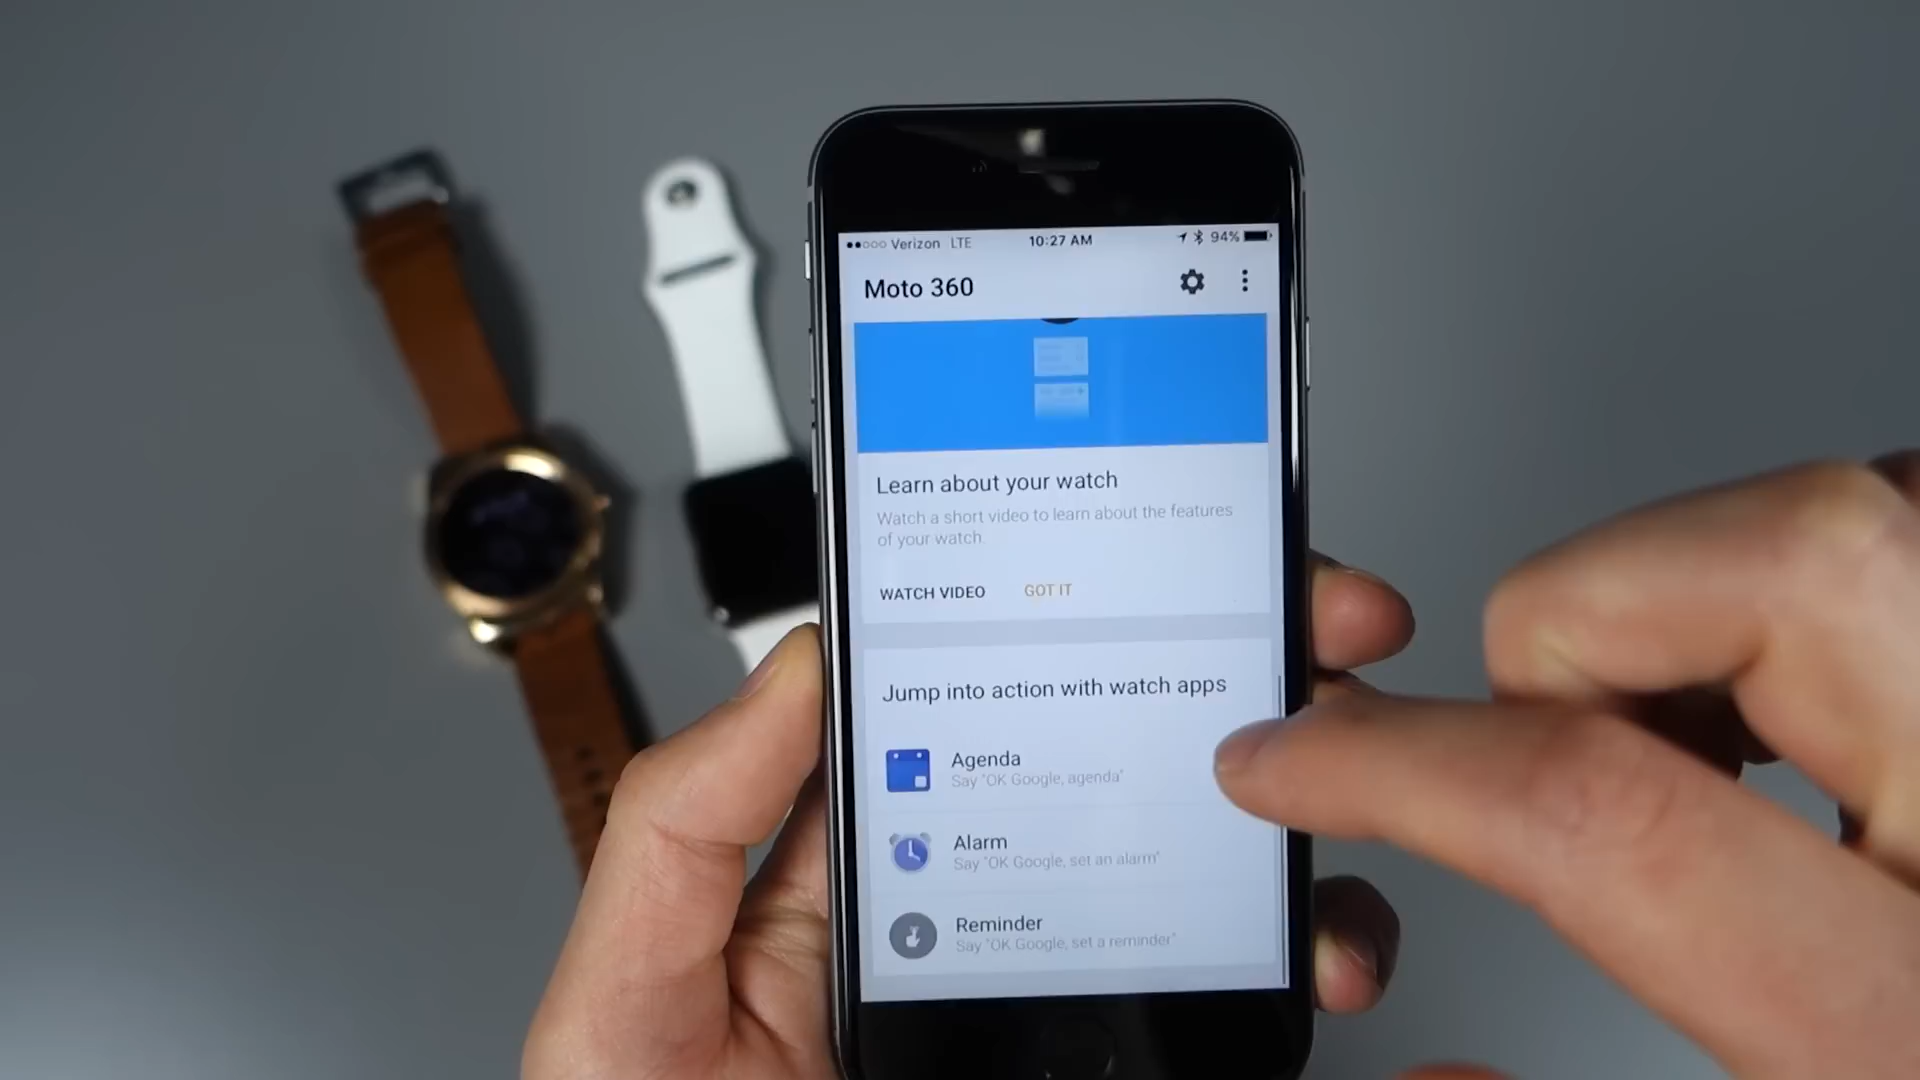 Verizon LTE 10:27 AM 94%
Moto 360
Learn about your watch
Watch a short video to learn about the features
of your watch.
WATCH VIDEO GOT IT
Jump into action with watch apps
Agenda
Say "OK Google, agenda"
Alarm
Say "OK Google, set an alarm"
Reminder
Say "OK Google, set a reminder"